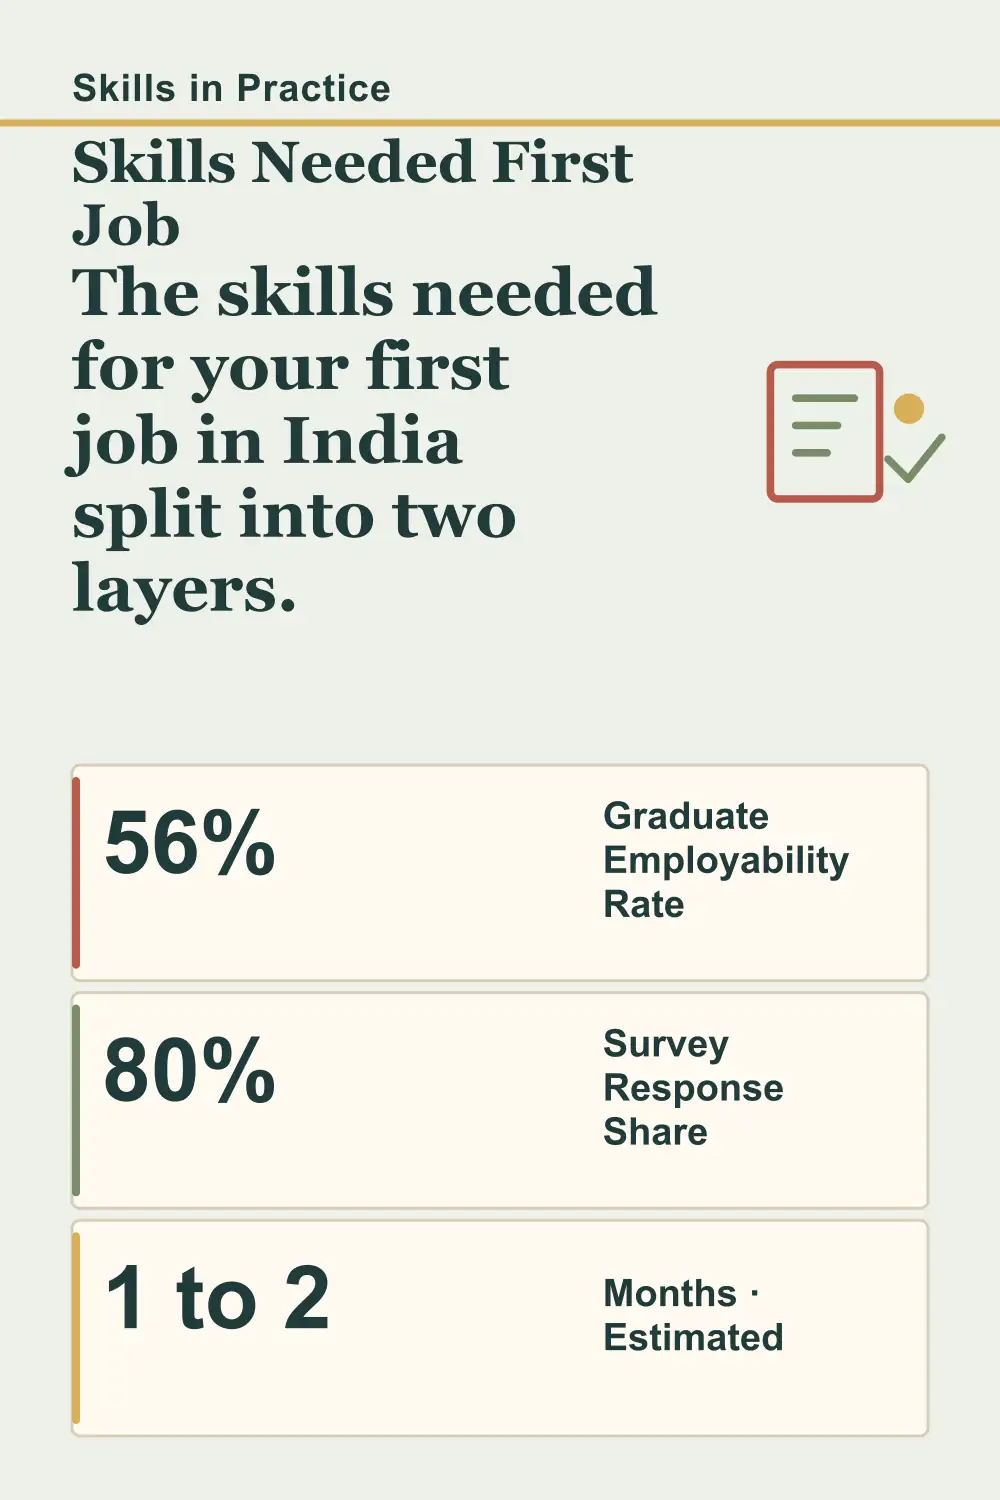 Skills in Practice
Skills Needed First
Job
The skills needed
for your first
job in India
split into two
layers.
56%
Graduate
Employability
Rate
80%
Survey
Response
Share
1 to 2
Months ·
Estimated